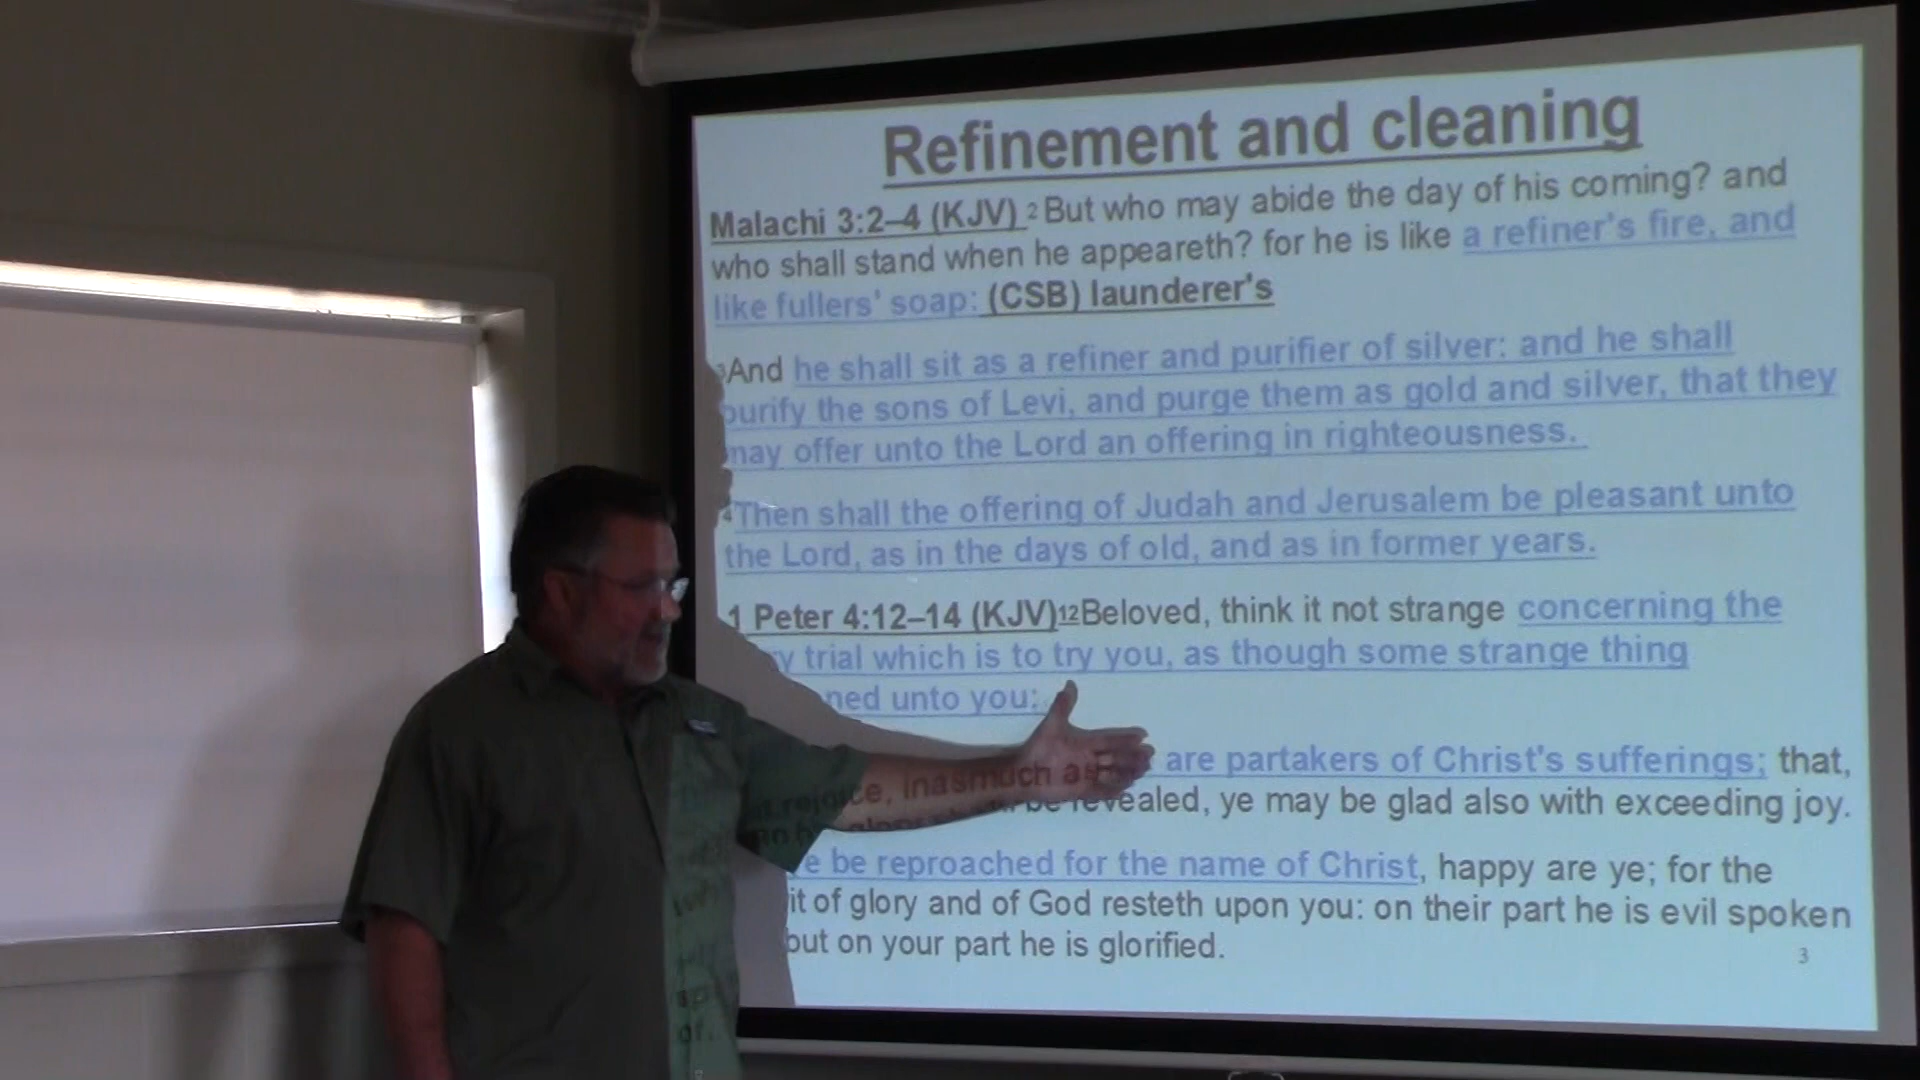 Refinement and cleaning
Malachi 3:2–4 (KJV) 2 But who may abide the day of his coming? and
who shall stand when he appeareth? for he is like a refiner's fire, and
like fullers' soap: (CSB) launderer's
3And he shall sit as a refiner and purifier of silver: and he shall
purify the sons of Levi, and purge them as gold and silver, that they
may offer unto the Lord an offering in righteousness.
4Then shall the offering of Judah and Jerusalem be pleasant unto
the Lord, as in the days of old, and as in former years.
1 Peter 4:12–14 (KJV)12Beloved, think it not strange concerning the
ry trial which is to try you, as though some strange thing
ned unto you:
rejoice, inasmuch as are partakers of Christ's sufferings; that,
be revealed, ye may be glad also with exceeding joy.
ye be reproached for the name of Christ, happy are ye; for the
it of glory and of God resteth upon you: on their part he is evil spoken
but on your part he is glorified.
3